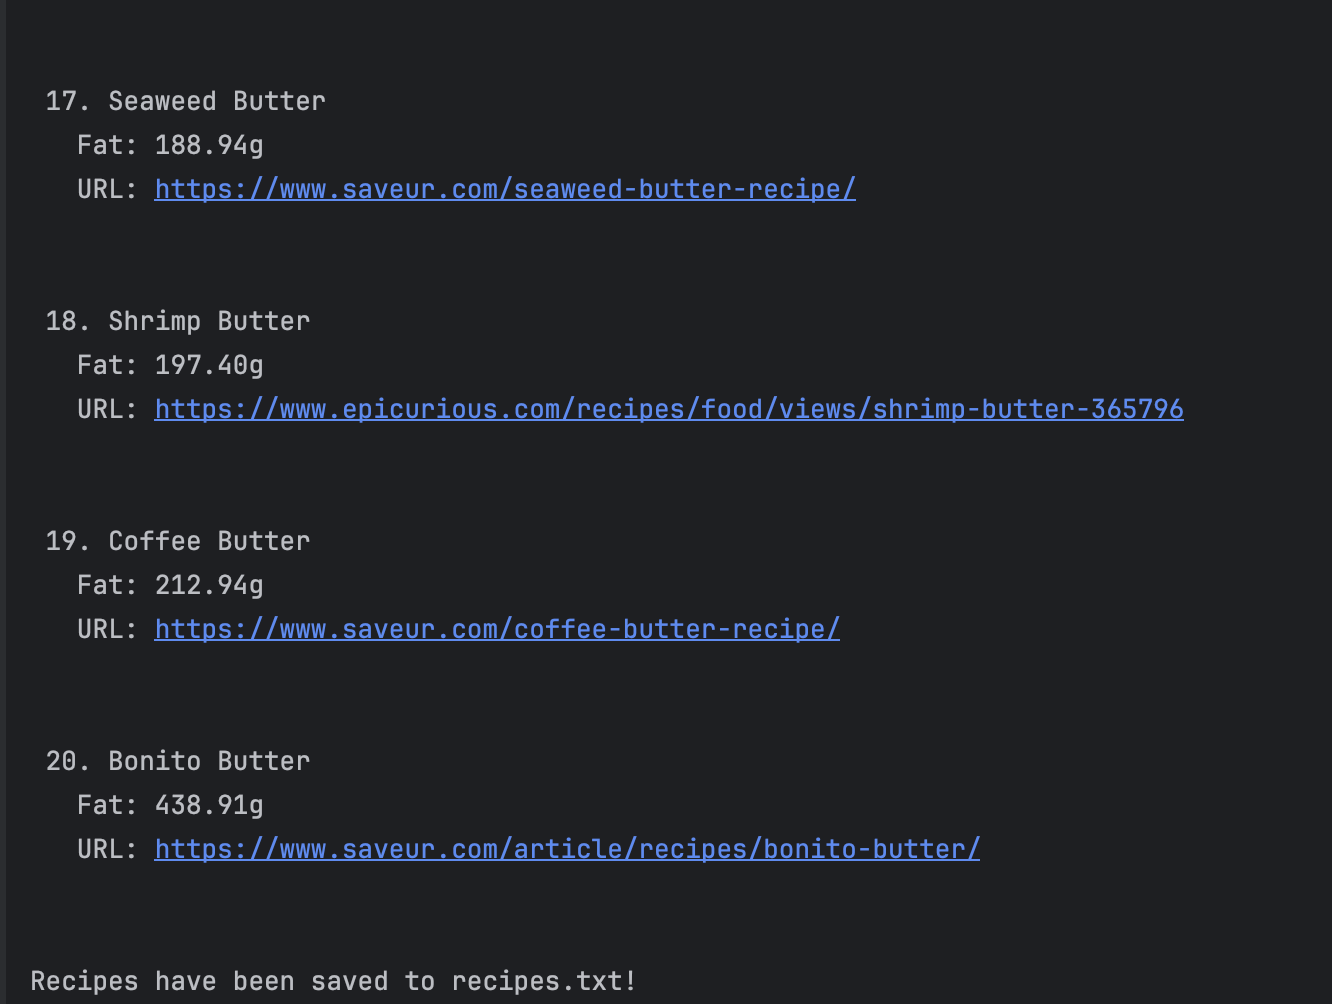 17. Seaweed Butter
Fat: 188.94g
URL: https://www.saveur.com/seaweed-butter-recipe/
18. Shrimp Butter
Fat: 197.40g
URL: https://www.epicurious.com/recipes/food/views/shrimp-butter-365796
19. Coffee Butter
Fat: 212.94g
URL: https://www.saveur.com/coffee-butter-recipe/
20. Bonito Butter
Fat: 438.91g
URL: https://www.saveur.com/article/recipes/bonito-butter/
Recipes have been saved to recipes.txt!